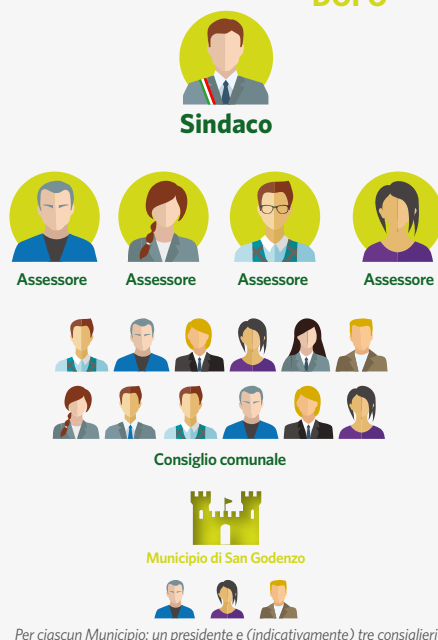 DOPO
Sindaco
Assessore Assessore Assessore Assessore
Consiglio comunale
Municipio di San Godenzo
Per ciascun Municipio: un presidente e (indicativamente) tre consiglieri